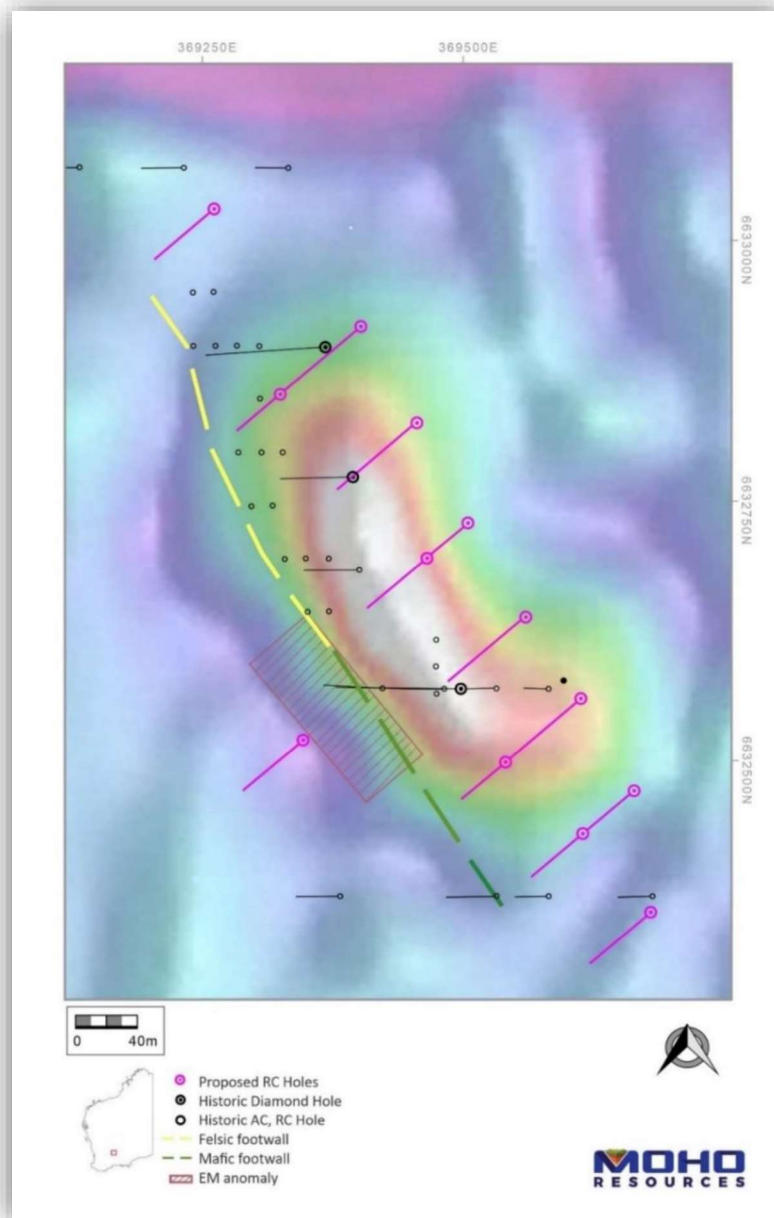 369250E 369500E
6633000N
6632750N
6632500N
0 40m
Proposed RC Holes
Historic Diamond Hole
Historic AC, RC Hole
Felsic footwall
Mafic footwall
EM anomaly
MOHO
RESOURCES